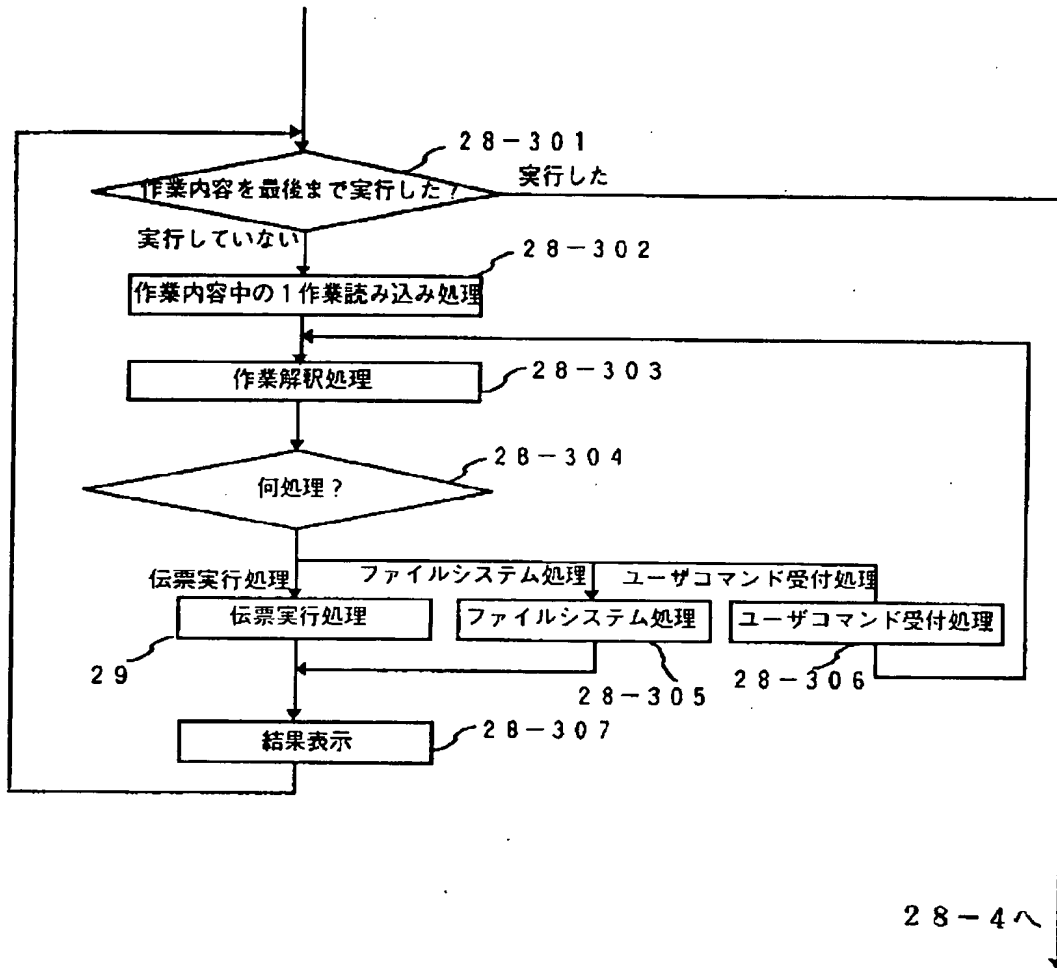 28-301
作業内容を最後まで実行した?
実行した
実行していない
28-302
作業内容中の1作業読み込み処理
作業解釈処理
28-303
28-304
何処理?
伝票実行処理
ファイルシステム処理
ユーザコマンド受付処理
伝票実行処理
ファイルシステム処理
ユーザコマンド受付処理
29
28-305
28-306
28-307
結果表示
28-4へ